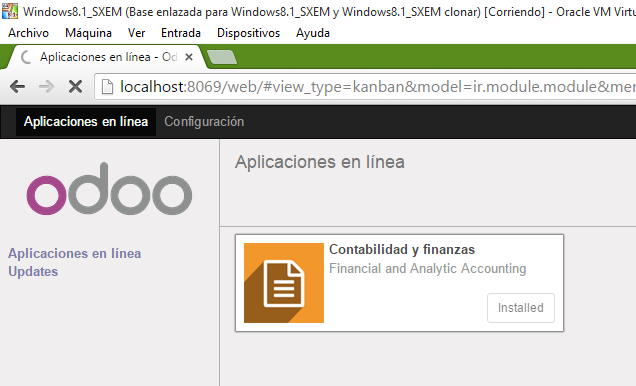 Windows8.1_SXEM (Base enlazada para Windows8.1_SXEM y Windows8.1_SXEM clonar) [Corriendo] - Oracle VM Virtu
Archivo Máquina Ver Entrada Dispositivos Ayuda
Aplicaciones en línea - Od
localhost:8069/web/#view_type=kanban&model=ir.module.module&mer
Aplicaciones en línea Configuración
odoo
Aplicaciones en línea
Updates
Aplicaciones en línea
Contabilidad y finanzas
Financial and Analytic Accounting
Installed